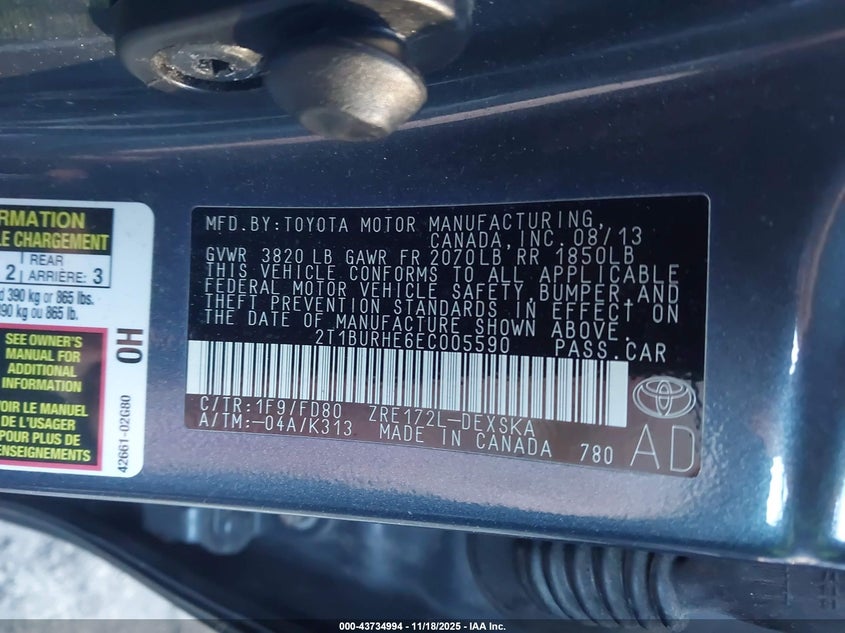 RMATION
LE CHARGEMENT
2 REAR
ARRIÈRE: 3
d 390 kg or 865 lbs.
90 kg ou 865 lb.
SEE OWNER'S
MANUAL FOR
ADDITIONAL
INFORMATION
VOIR LE MANUEL
DE L'USAGER
POUR PLUS DE
RENSEIGNEMENTS
0H
42661-02G80
MFD.BY:TOYOTA MOTOR MANUFACTURING,
CANADA,INC. 08/13
GVWR 3820 LB GAWR FR 2070LB RR 1850LB
THIS VEHICLE CONFORMS TO ALL APPLICABLE
FEDERAL MOTOR VEHICLE SAFETY,BUMPER,AND
THEFT PREVENTION STANDARDS IN EFFECT ON
THE DATE OF MANUFACTURE SHOWN ABOVE.
2T1BURHE6EC005590 PASS.CAR
C/TR:1F9/FD80 ZRE172L-DEXSKA
A/TM:-04A/K313 MADE IN CANADA 780
AD
000-43734994 - 11/18/2025 - IAA Inc.